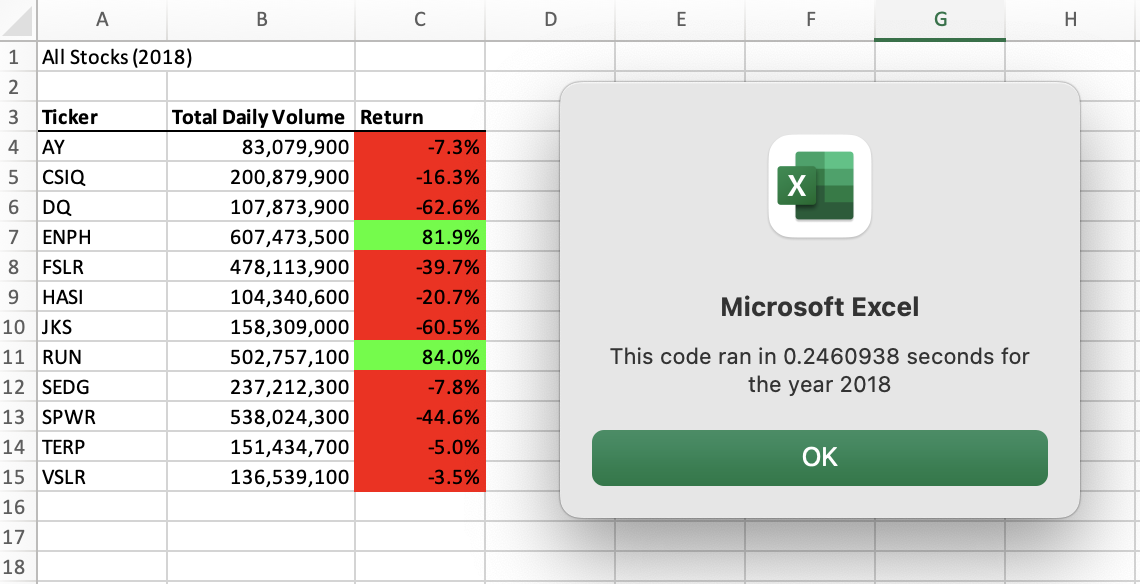 A B C D E F G H
1 All Stocks (2018)
2
3 Ticker Total Daily Volume Return
4 AY 83,079,900 -7.3%
5 CSIQ 200,879,900 -16.3%
6 DQ 107,873,900 -62.6%
7 ENPH 607,473,500 81.9%
8 FSLR 478,113,900 -39.7%
9 HASI 104,340,600 -20.7%
10 JKS 158,309,000 -60.5%
11 RUN 502,757,100 84.0%
12 SEDG 237,212,300 -7.8%
13 SPWR 538,024,300 -44.6%
14 TERP 151,434,700 -5.0%
15 VSLR 136,539,100 -3.5%
16
17
18
X
Microsoft Excel
This code ran in 0.2460938 seconds for
the year 2018
OK